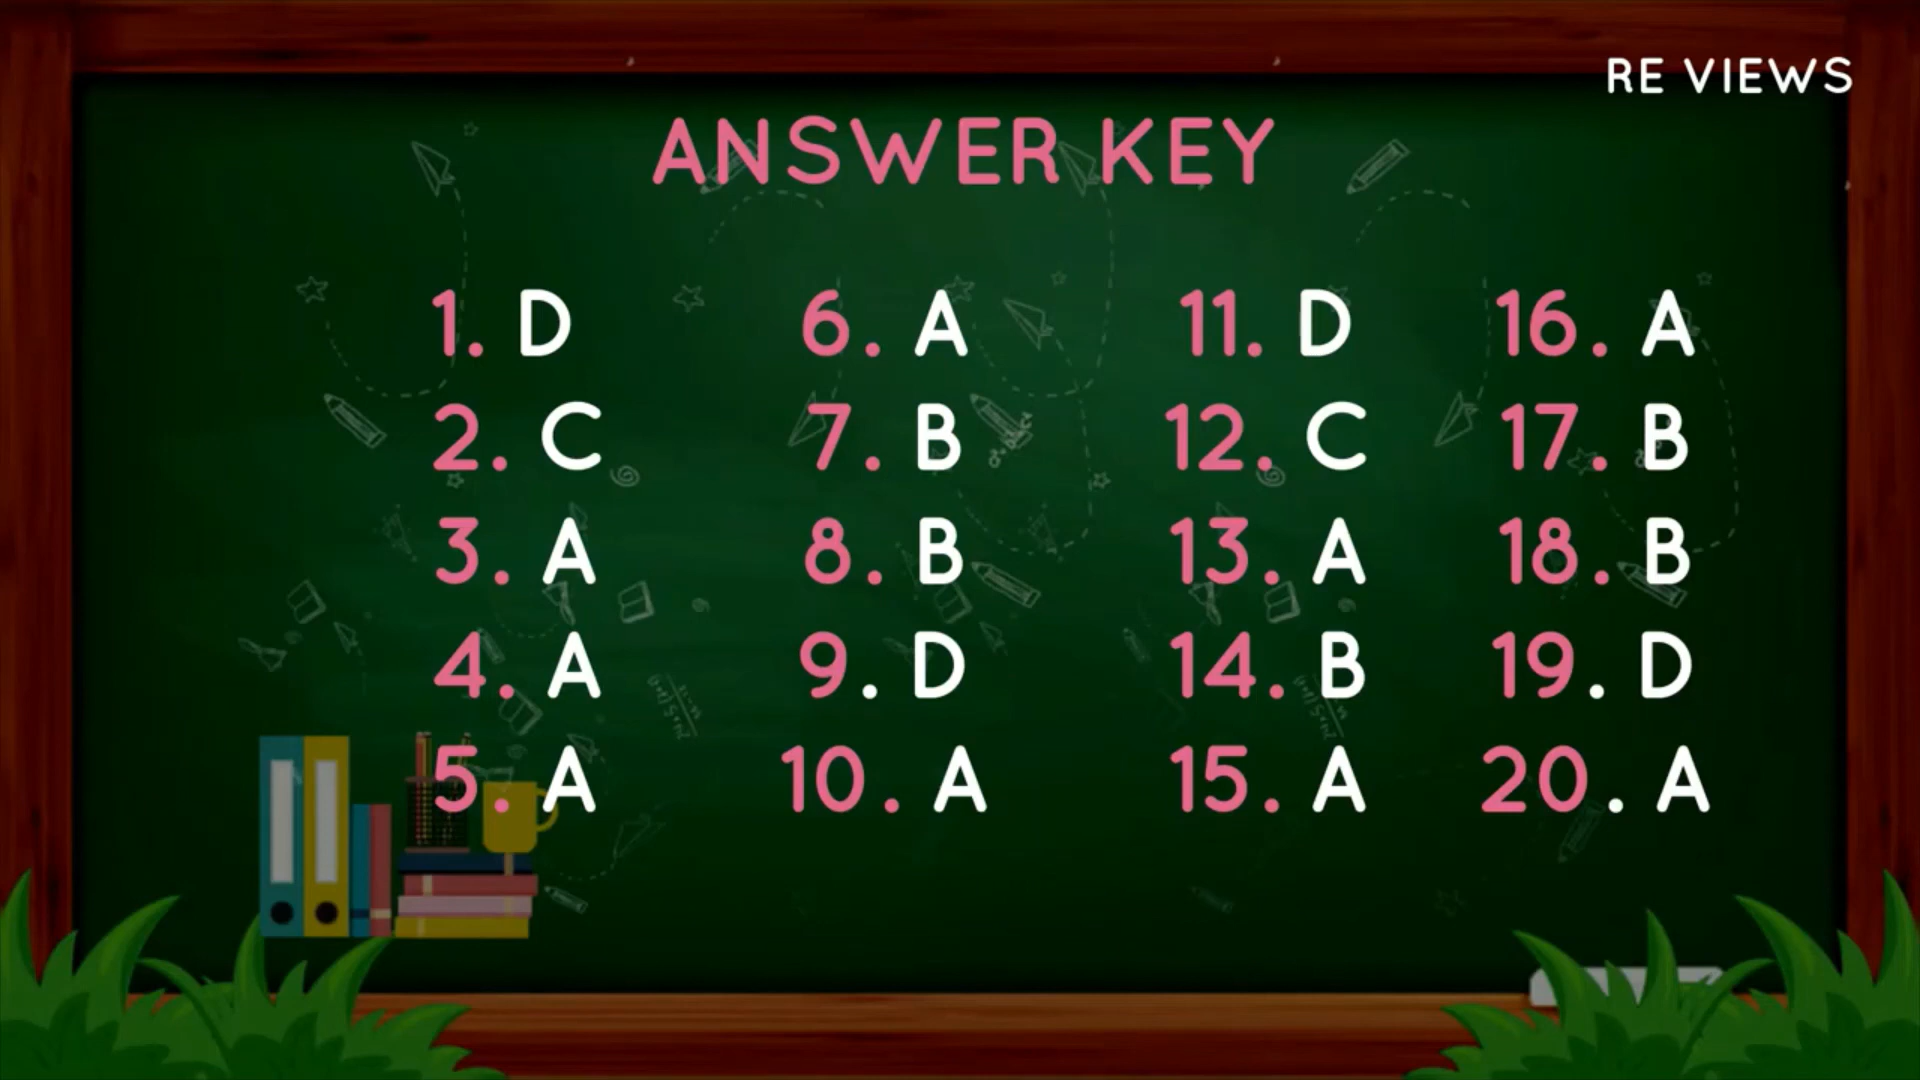 RE VIEWS
ANSWER KEY
1. D
2. C
3. A
4. A
5. A
6. A
7. B
8. B
9. D
10. A
11. D
12. C
13. A
14. B
15. A
16. A
17. B
18. B
19. D
20. A